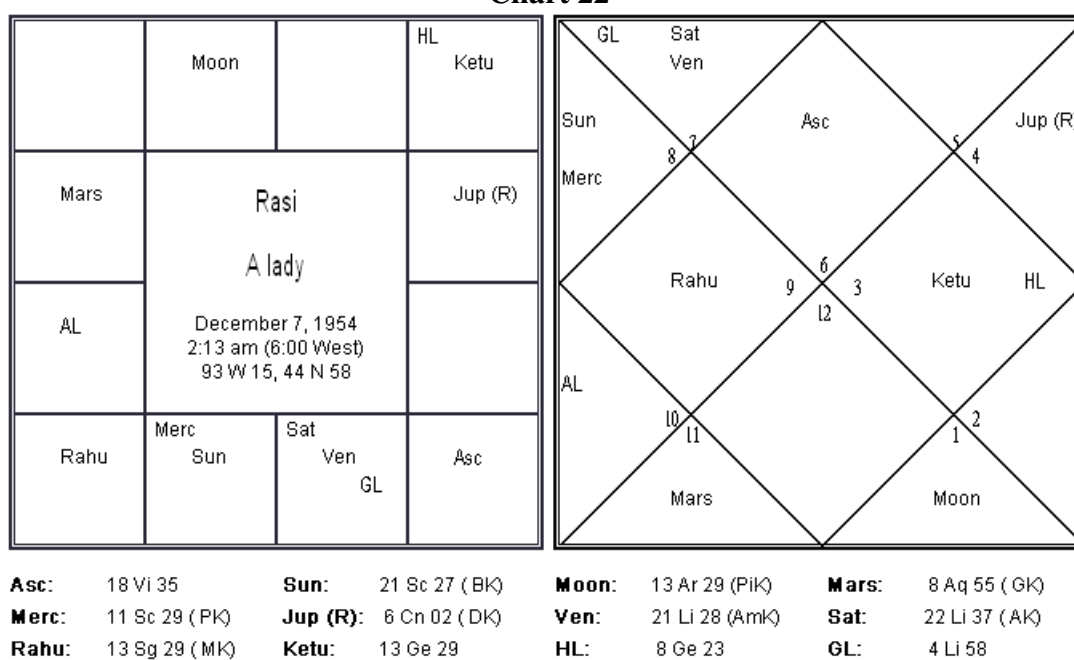 Chart 22
Moon
HL
Ketu
Mars
Rasi
A lady
December 7, 1954
2:13 am (6:00 West)
93 W 15, 44 N 58
Jup (R)
AL
Rahu
Merc
Sun
Sat
Ven
GL
Asc
GL
Sat
Ven
Sun
Asc
Jup (R)
7
5
8
4
Merc
6
Rahu
9
3
Ketu
HL
12
AL
10
2
11
1
Mars
Moon
Asc: 18 Vi 35 Sun: 21 Sc 27 (BK) Moon: 13 Ar 29 (PiK) Mars: 8 Aq 55 (GK)
Merc: 11 Sc 29 (PK) Jup (R): 6 Cn 02 (DK) Ven: 21 Li 28 (AmK) Sat: 22 Li 37 (AK)
Rahu: 13 Sg 29 (MK) Ketu: 13 Ge 29 HL: 8 Ge 23 GL: 4 Li 58